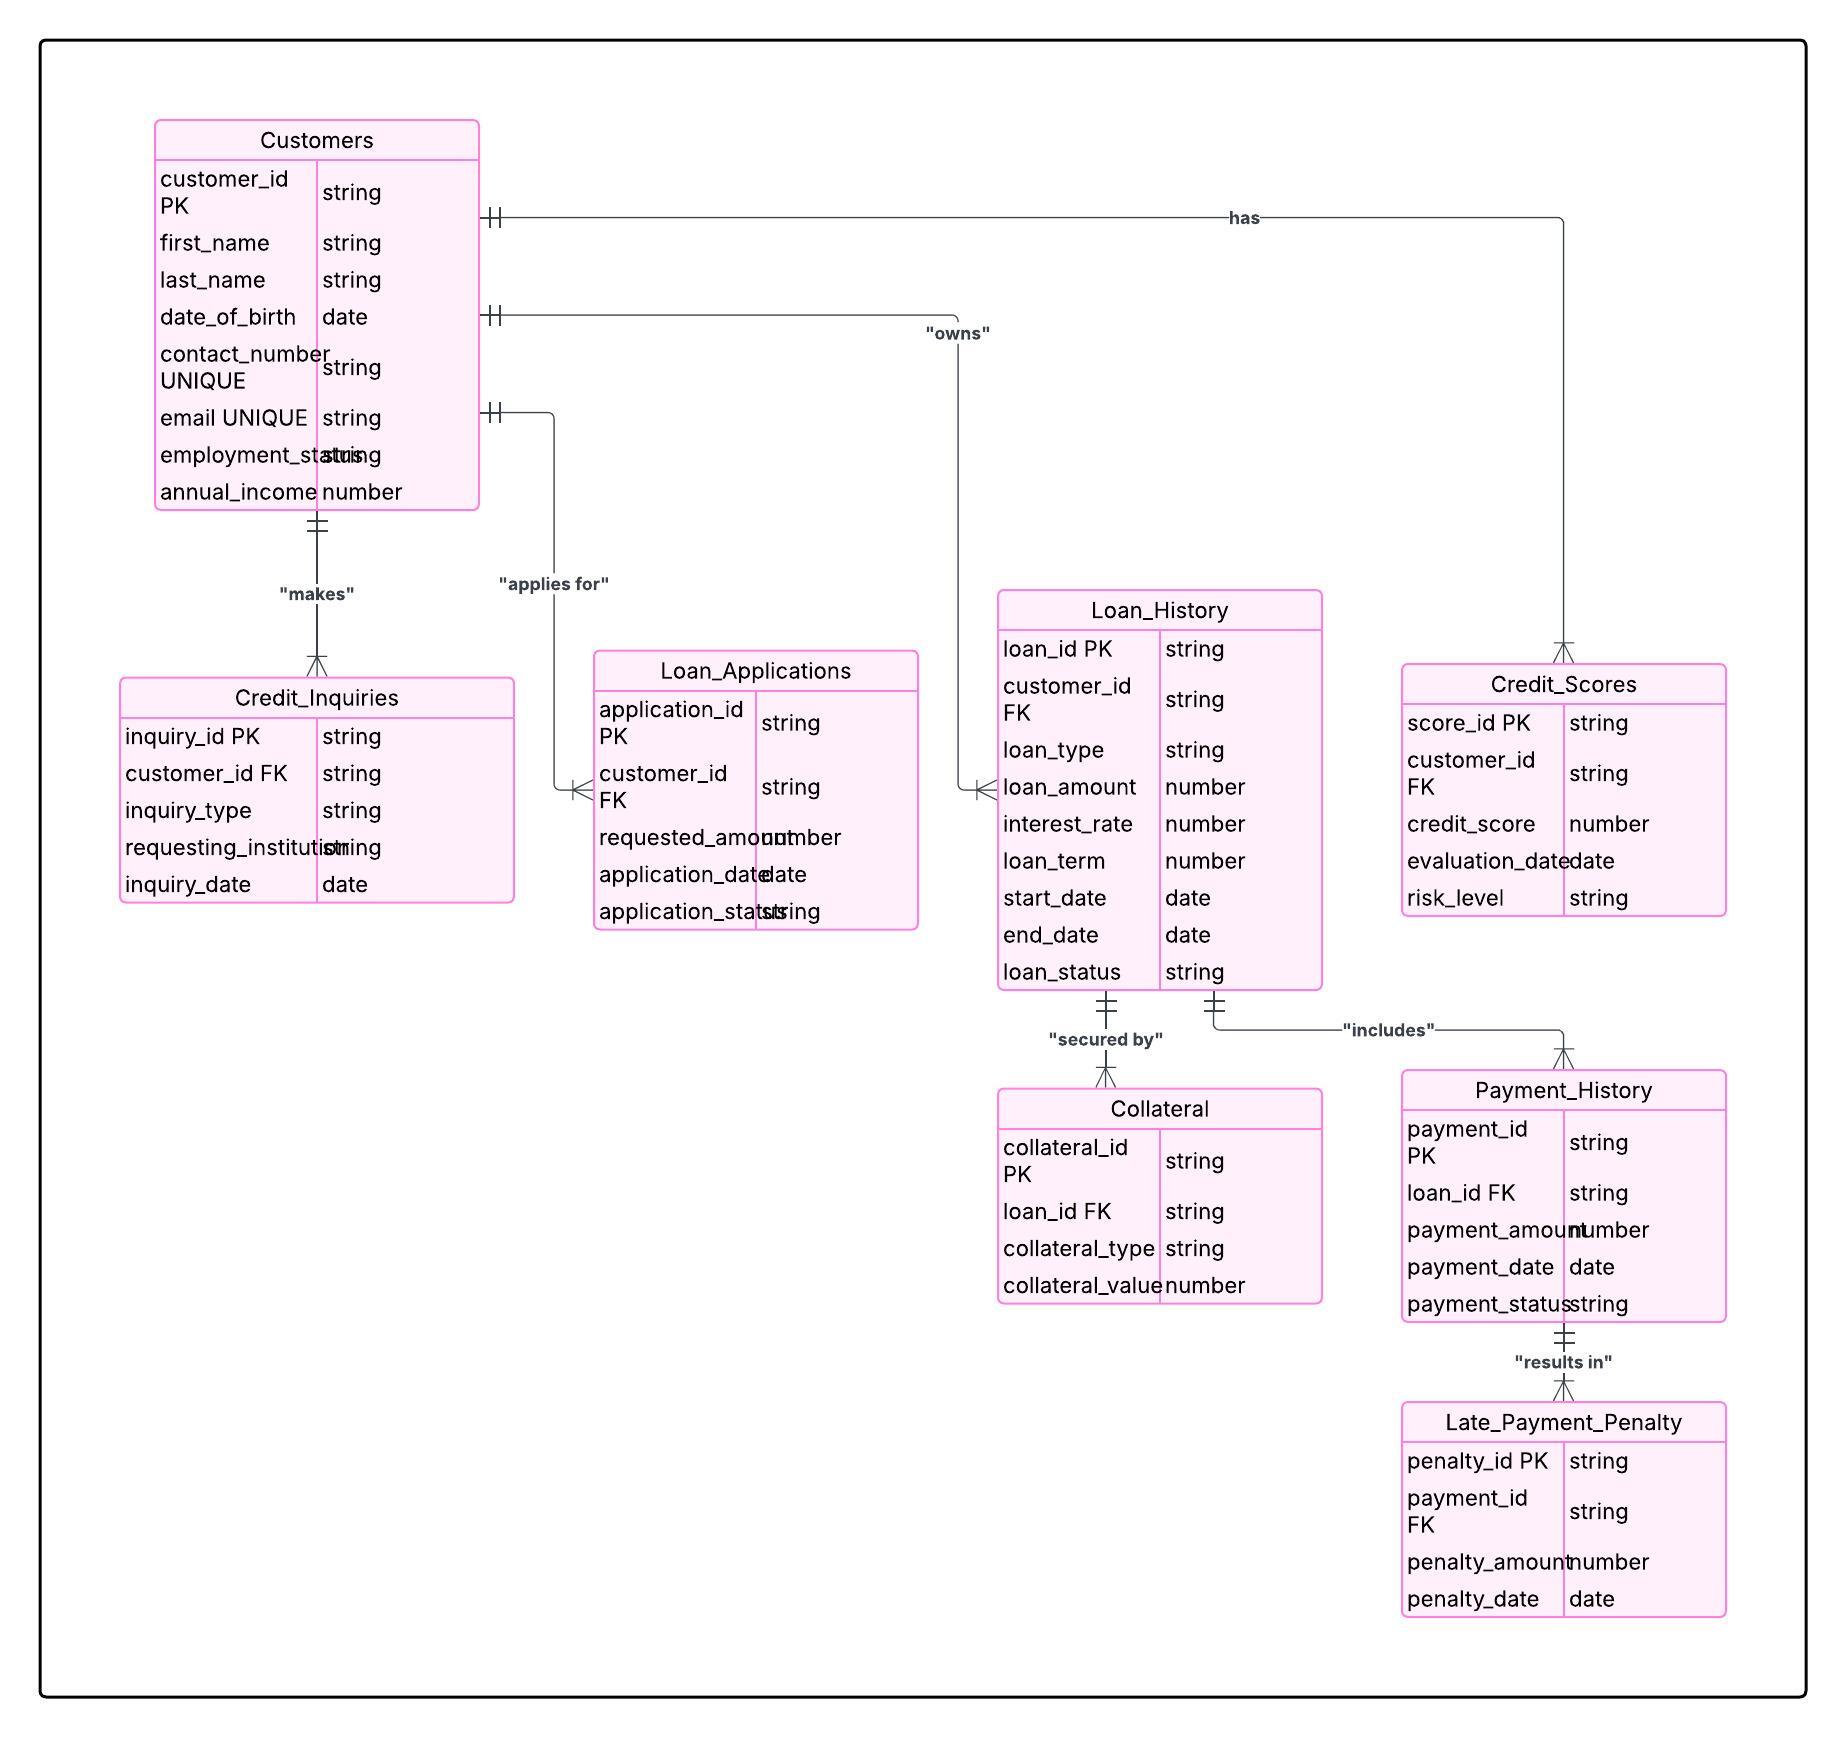 Customers
customer_id PK
string
first_name
string
last_name
string
date_of_birth
date
contact_number UNIQUE
string
email UNIQUE
string
employment_status
string
annual_income
number
has
"owns"
"applies for"
"makes"
Credit_Inquiries
inquiry_id PK
string
customer_id FK
string
inquiry_type
string
requesting_institution
string
inquiry_date
date
Loan_Applications
application_id PK
string
customer_id FK
string
requested_amount
number
application_date
date
application_status
string
Loan_History
loan_id PK
string
customer_id FK
string
loan_type
string
loan_amount
number
interest_rate
number
loan_term
number
start_date
date
end_date
date
loan_status
string
Credit_Scores
score_id PK
string
customer_id FK
string
credit_score
number
evaluation_date
date
risk_level
string
"secured by"
"includes"
Collateral
collateral_id PK
string
loan_id FK
string
collateral_type
string
collateral_value
number
Payment_History
payment_id PK
string
loan_id FK
string
payment_amount
number
payment_date
date
payment_status
string
"results in"
Late_Payment_Penalty
penalty_id PK
string
payment_id FK
string
penalty_amount
number
penalty_date
date